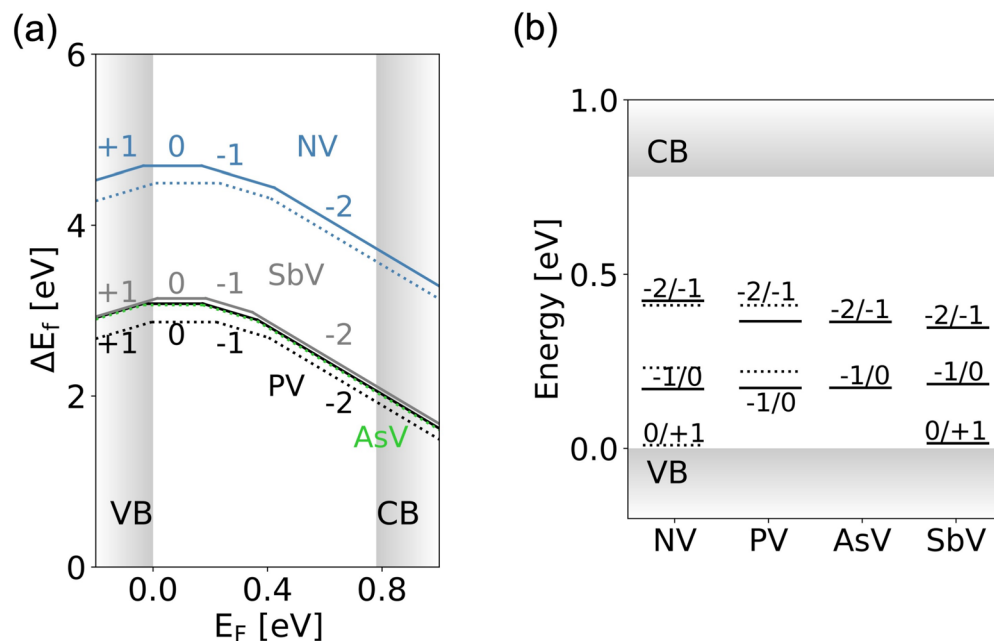 (a)
6
4
2
0
ΔE_f [eV]
+1 0 -1 NV
-2
+1 0 -1 SbV
-2
+1 0 -1 PV
-2
AsV
VB CB
0.0 0.4 0.8
E_F [eV]
(b)
1.0
0.5
0.0
Energy [eV]
CB
-2/-1 -2/-1 -2/-1 -2/-1
-1/0 -1/0 -1/0 -1/0
0/+1 0/+1
VB
NV PV AsV SbV